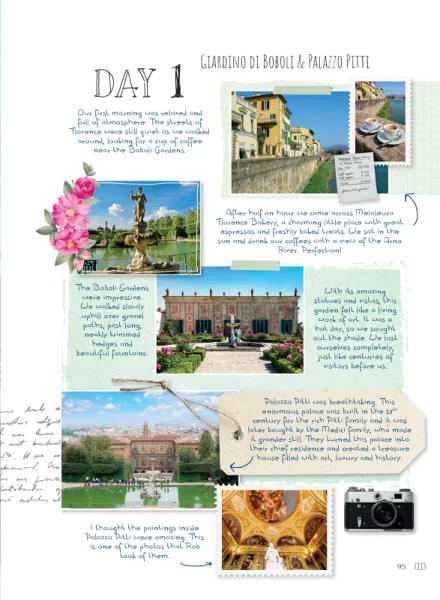 GIARDINO DI BOBOLI & PALAZZO PITTI
DAY 1
Our first morning was relaxed and
full of atmosphere. The streets of
Florence were still quiet as we walked
around, looking for a cup of coffee
near the Boboli Gardens.
After half an hour we came across Melaleuca
Florence Bakery, a charming little place with great
espressos and freshly baked treats. We sat in the
sun and drank our coffees with a view of the Arno
River. Perfection!
The Boboli Gardens
were impressive.
We walked slowly
uphill over gravel
paths, past long,
neatly trimmed
hedges and
beautiful fountains.
With its amazing
statues and vistas, this
garden felt like a living
work of art. It was a
hot day, so we sought
out the shade. We lost
ourselves completely,
just like centuries of
visitors before us.
Palazzo Pitti was breathtaking. This
enormous palace was built in the
century for the rich Pitti family and it was
later bought by the Medici family, who made
it grander still. They turned this palace into
their chief residence and created a treasure
house filled with art, luxury and history.
I thought the paintings inside
Palazzo Pitti were amazing. This
is one of the photos that Rob
took of them.
95